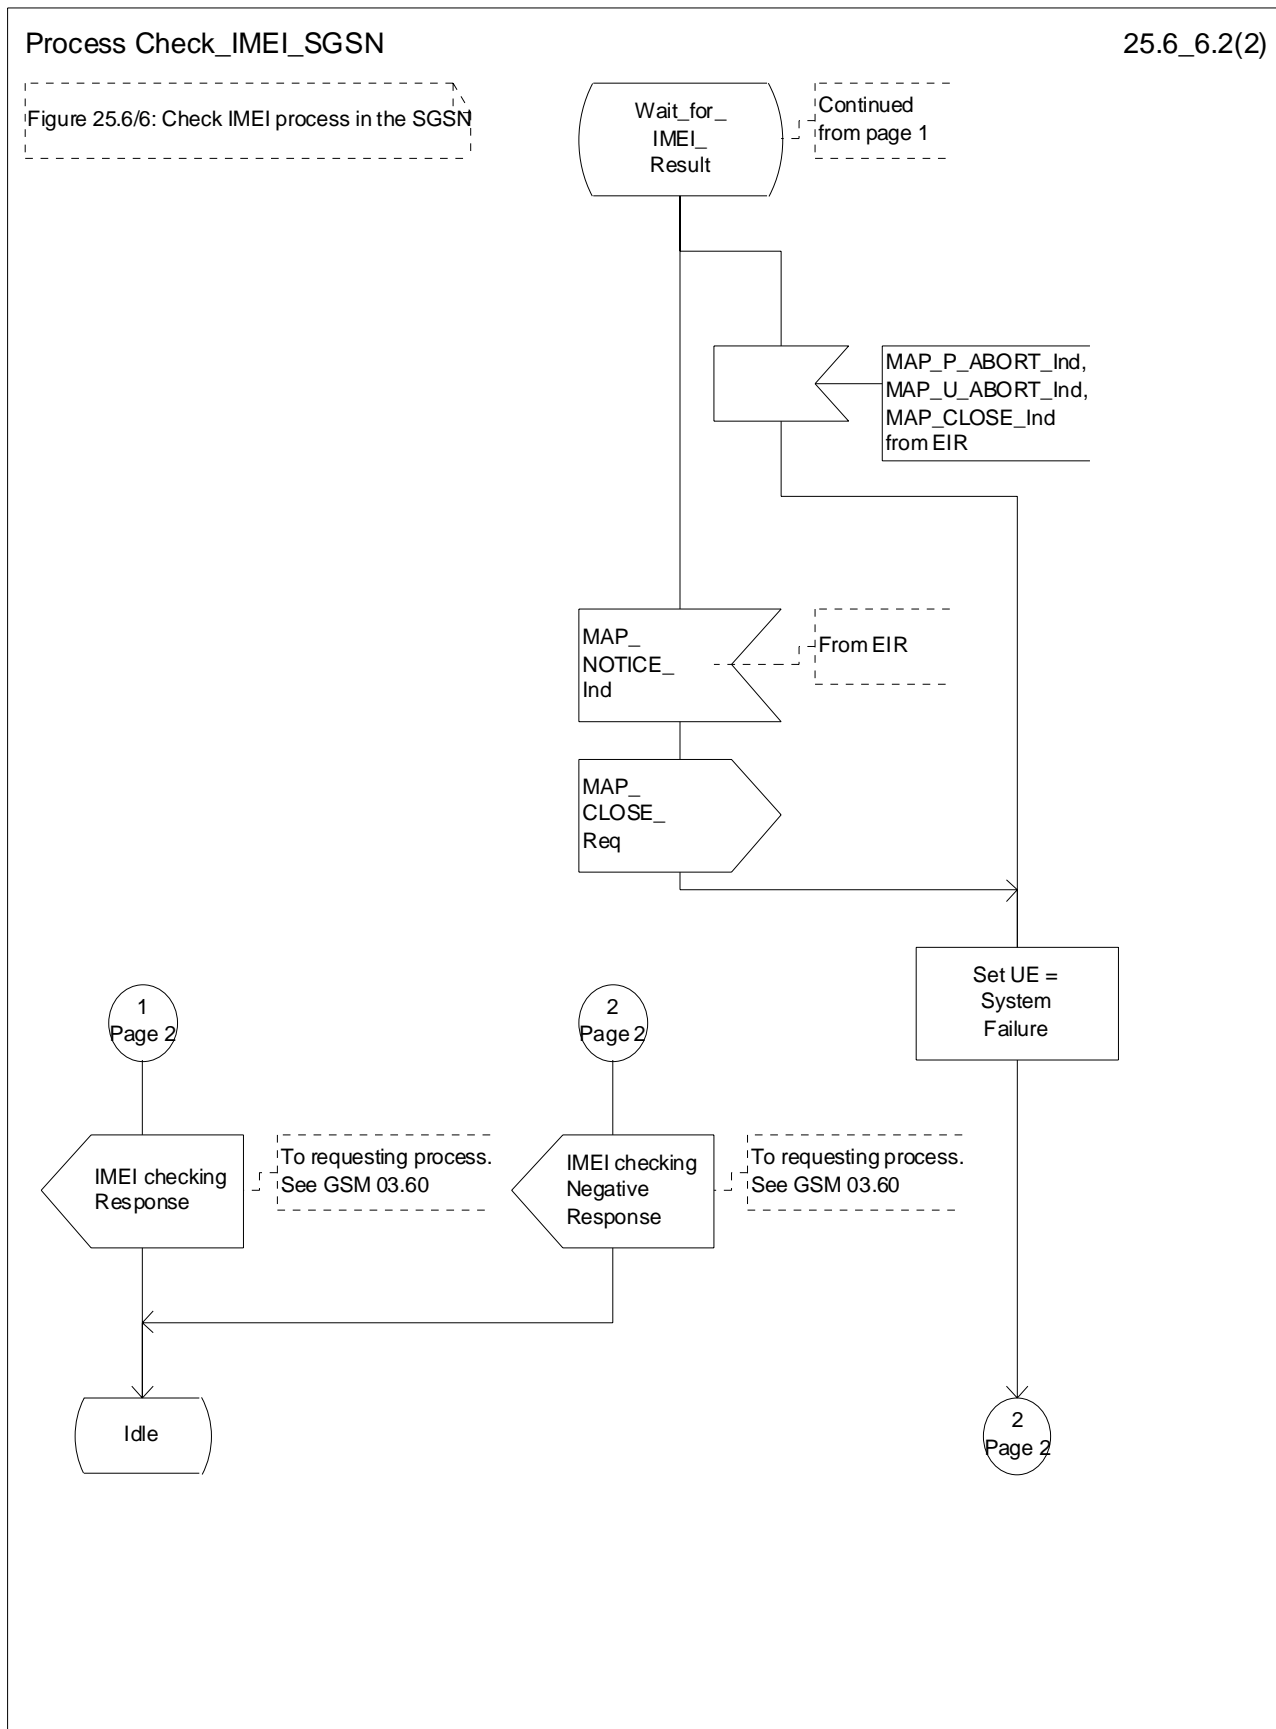 Process Check_IMEI_SGSN
25.6_6.2(2)
Figure 25.6/6: Check IMEI process in the SGSN
Wait_for_
IMEI_
Result
Continued
from page 1
MAP_P_ABORT_Ind,
MAP_U_ABORT_Ind,
MAP_CLOSE_Ind
from EIR
MAP_
NOTICE_
Ind
From EIR
MAP_
CLOSE_
Req
Set UE =
System
Failure
1
Page 2
2
Page 2
IMEI checking
Response
To requesting process.
See GSM 03.60
IMEI checking
Negative
Response
To requesting process.
See GSM 03.60
Idle
2
Page 2